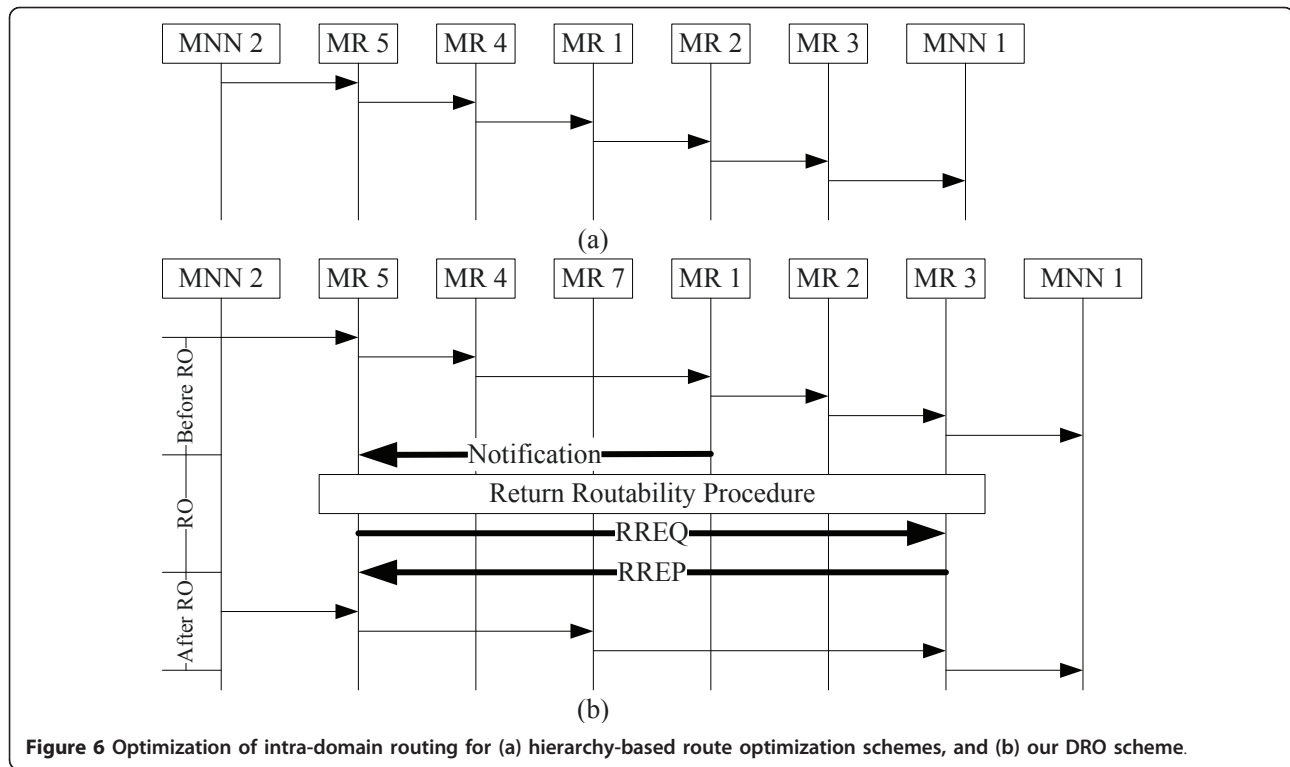 MNN 2 MR 5 MR 4 MR 1 MR 2 MR 3 MNN 1
(a)
MNN 2 MR 5 MR 4 MR 7 MR 1 MR 2 MR 3 MNN 1
Before RO
Notification
Return Routability Procedure
RO
RREQ
RREP
After RO
(b)
Figure 6 Optimization of intra-domain routing for (a) hierarchy-based route optimization schemes, and (b) our DRO scheme.